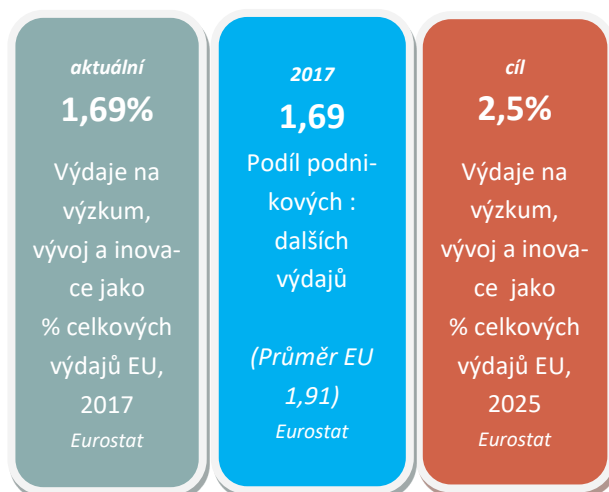 aktuální
1,69%
Výdaje na
výzkum,
vývoj a inova-
ce jako
% celkových
výdajů EU,
2017
Eurostat
2017
1,69
Podíl podni-
kových :
dalších
výdajů
(Průměr EU
1,91)
Eurostat
cíl
2,5%
Výdaje na
výzkum,
vývoj a inova-
ce jako
% celkových
výdajů EU,
2025
Eurostat